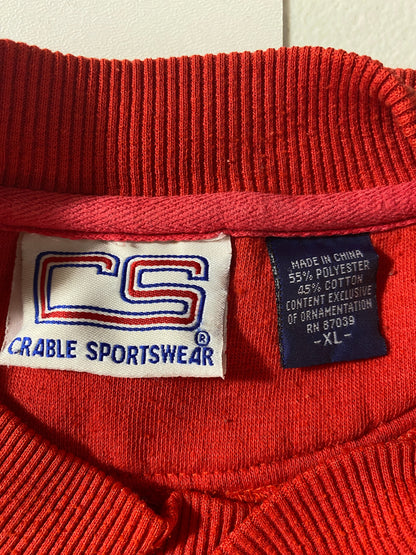 CS
CRABLE SPORTSWEAR®
MADE IN CHINA
55% POLYESTER
45% COTTON
CONTENT EXCLUSIVE
OF ORNAMENTATION
RN 87039
-XL-